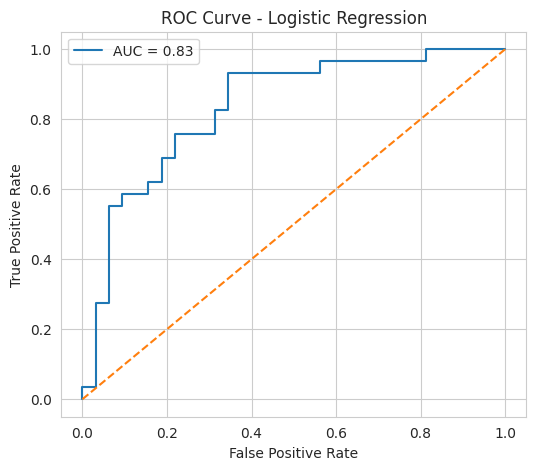 ROC Curve - Logistic Regression
AUC = 0.83
1.0
0.8
0.6
0.4
0.2
0.0
True Positive Rate
0.0 0.2 0.4 0.6 0.8 1.0
False Positive Rate